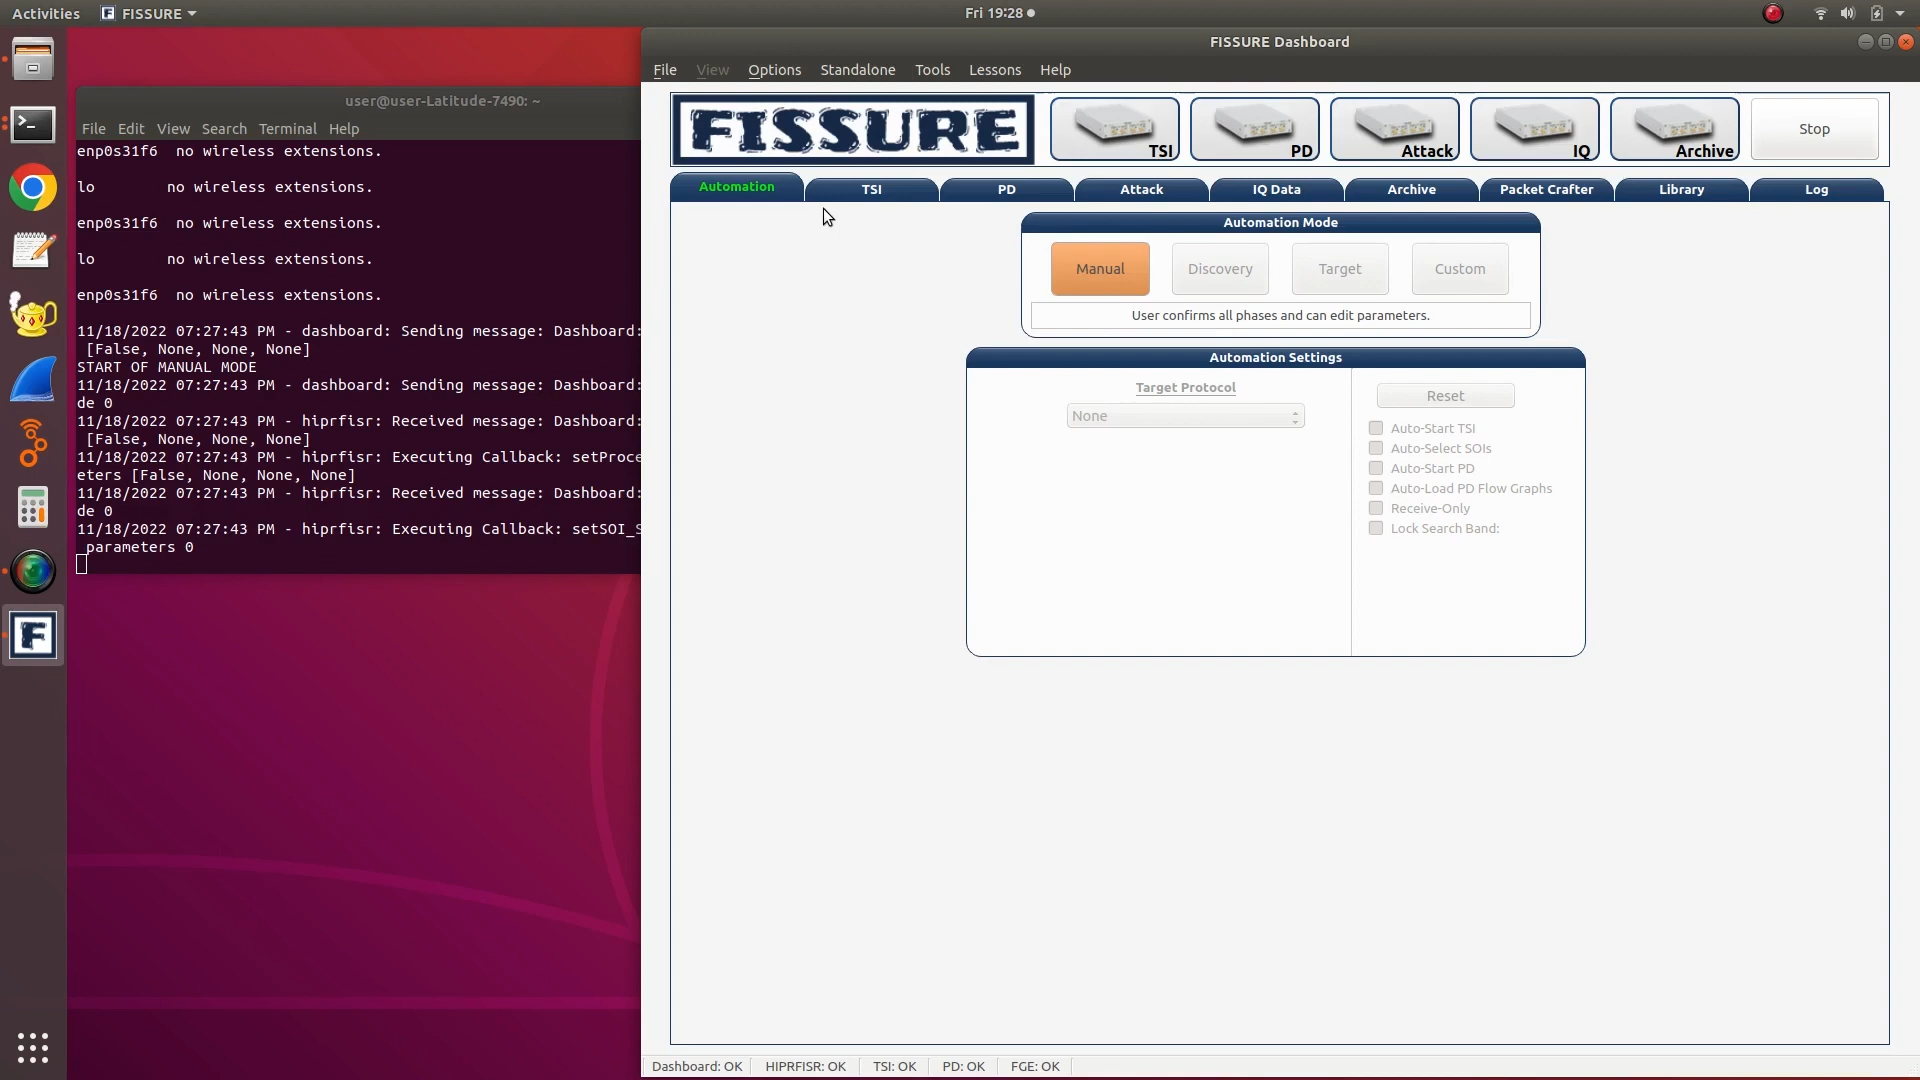 Activities FISSURE Fri 19:28
FISSURE Dashboard
File View Options Standalone Tools Lessons Help
user@user-Latitude-7490: ~
File Edit View Search Terminal Help
enp0s31f6  no wireless extensions.
lo        no wireless extensions.
enp0s31f6  no wireless extensions.
lo        no wireless extensions.
enp0s31f6  no wireless extensions.
11/18/2022 07:27:43 PM - dashboard: Sending message: Dashboard:
[False, None, None, None]
START OF MANUAL MODE
11/18/2022 07:27:43 PM - dashboard: Sending message: Dashboard:
de 0
11/18/2022 07:27:43 PM - hiprfisr: Received message: Dashboard:
[False, None, None, None]
11/18/2022 07:27:43 PM - hiprfisr: Executing Callback: setProce
eters [False, None, None, None]
11/18/2022 07:27:43 PM - hiprfisr: Received message: Dashboard:
de 0
11/18/2022 07:27:43 PM - hiprfisr: Executing Callback: setSOI_S
parameters 0
FISSURE TSI PD Attack IQ Archive Stop
Automation TSI PD Attack IQ Data Archive Packet Crafter Library Log
Automation Mode
Manual Discovery Target Custom
User confirms all phases and can edit parameters.
Automation Settings
Target Protocol
None
Reset
Auto-Start TSI
Auto-Select SOIs
Auto-Start PD
Auto-Load PD Flow Graphs
Receive-Only
Lock Search Band:
F
Dashboard: OK HIPRFISR: OK TSI: OK PD: OK FGE: OK